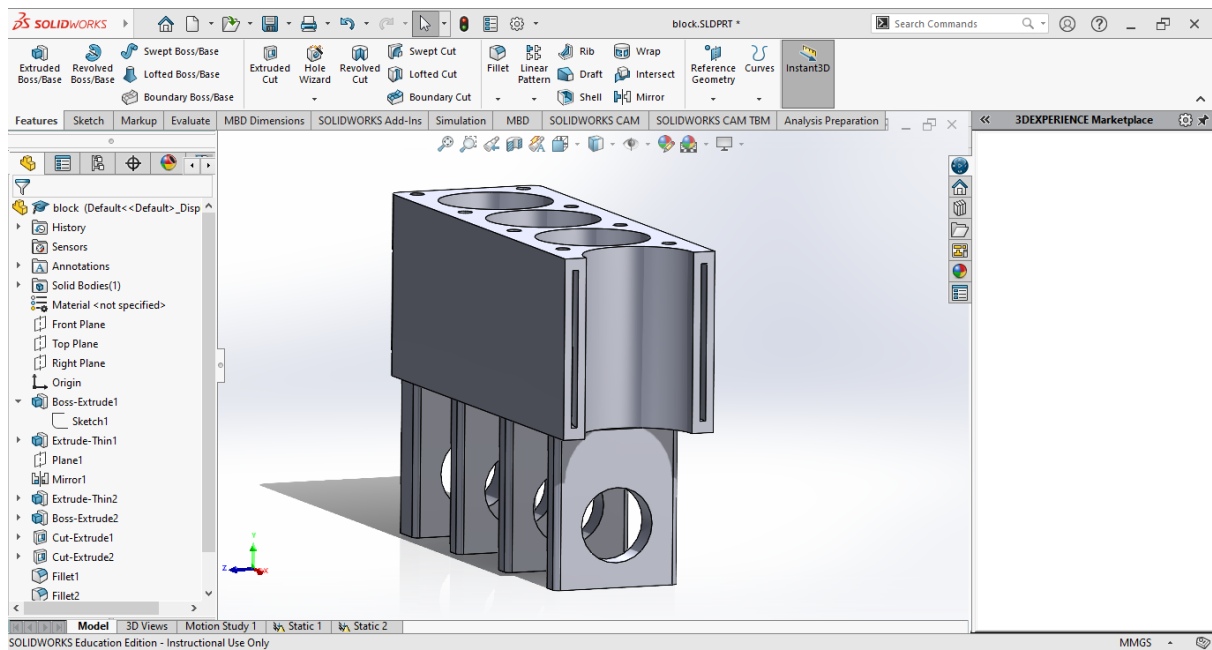 SOLIDWORKS
block.SLDPRT *
Search Commands
Extruded Boss/Base
Revolved Boss/Base
Swept Boss/Base
Lofted Boss/Base
Boundary Boss/Base
Extruded Cut
Hole Wizard
Revolved Cut
Swept Cut
Lofted Cut
Boundary Cut
Fillet
Linear Pattern
Rib
Draft
Shell
Wrap
Intersect
Mirror
Reference Geometry
Curves
Instant3D
Features Sketch Markup Evaluate MBD Dimensions SOLIDWORKS Add-Ins Simulation MBD SOLIDWORKS CAM SOLIDWORKS CAM TBM Analysis Preparation
3DEXPERIENCE Marketplace
block (Default<<Default>_Disp
History
Sensors
Annotations
Solid Bodies(1)
Material <not specified>
Front Plane
Top Plane
Right Plane
Origin
Boss-Extrude1
Sketch1
Extrude-Thin1
Plane1
Mirror1
Extrude-Thin2
Boss-Extrude2
Cut-Extrude1
Cut-Extrude2
Fillet1
Fillet2
Y
Z
X
Model 3D Views Motion Study 1 Static 1 Static 2
SOLIDWORKS Education Edition - Instructional Use Only
MMGS